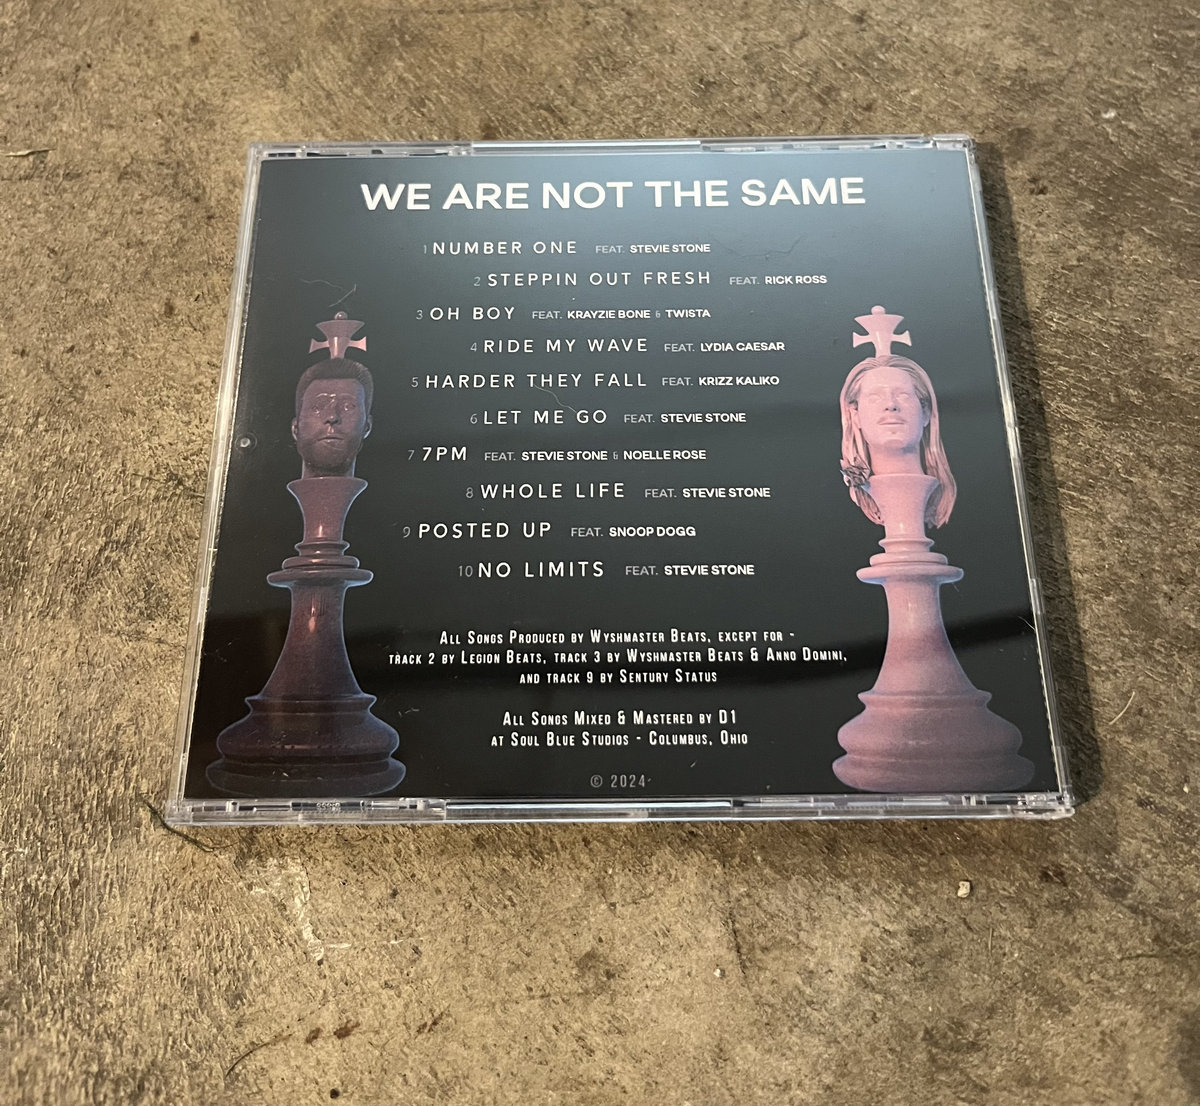 WE ARE NOT THE SAME
1 NUMBER ONE FEAT. STEVIE STONE
2 STEPPIN OUT FRESH FEAT. RICK ROSS
3 OH BOY FEAT. KRAYZIE BONE & TWISTA
4 RIDE MY WAVE FEAT. LYDIA CAESAR
5 HARDER THEY FALL FEAT. KRIZZ KALIKO
6 LET ME GO FEAT. STEVIE STONE
7 7PM FEAT. STEVIE STONE & NOELLE ROSE
8 WHOLE LIFE FEAT. STEVIE STONE
9 POSTED UP FEAT. SNOOP DOGG
10 NO LIMITS FEAT. STEVIE STONE
ALL SONGS PRODUCED BY WYSHMASTER BEATS, EXCEPT FOR -
TRACK 2 BY LEGION BEATS, TRACK 3 BY WYSHMASTER BEATS & ANNO DOMINI,
AND TRACK 9 BY SENTURY STATUS
ALL SONGS MIXED & MASTERED BY D1
AT SOUL BLUE STUDIOS - COLUMBUS, OHIO
© 2024